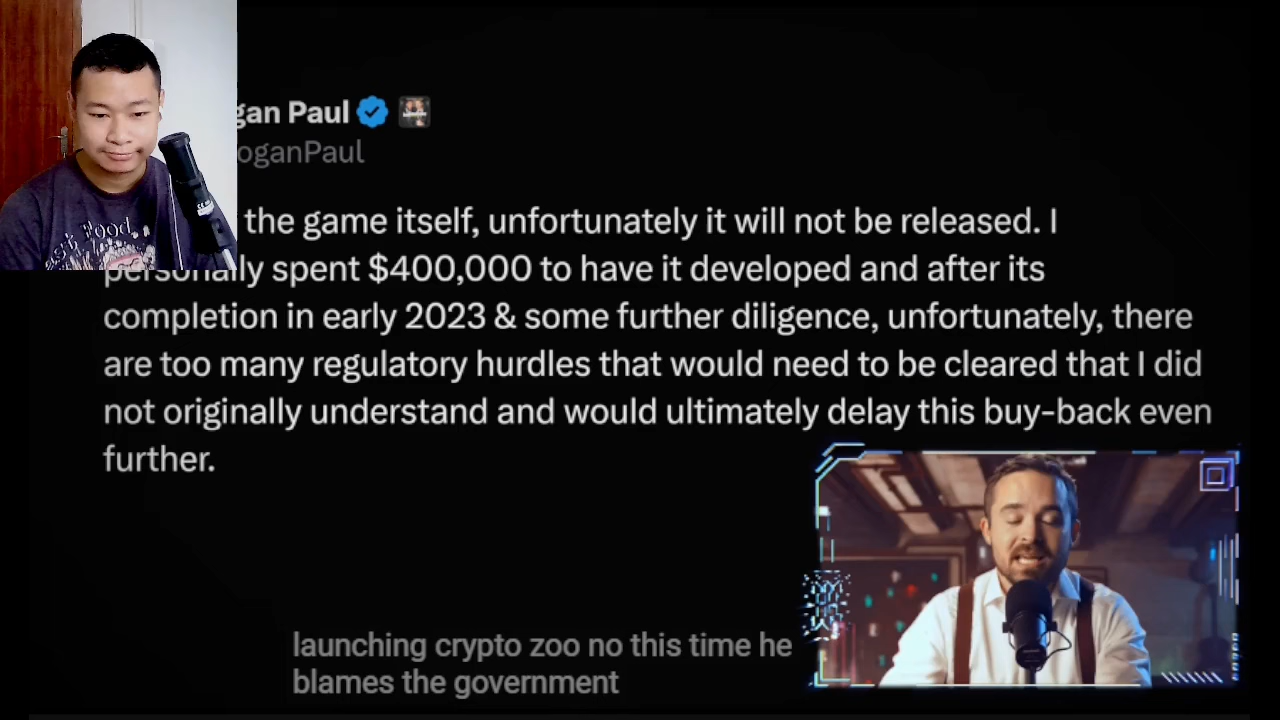 gan Paul
oganPaul
the game itself, unfortunately it will not be released. I
personally spent $400,000 to have it developed and after its
completion in early 2023 & some further diligence, unfortunately, there
are too many regulatory hurdles that would need to be cleared that I did
not originally understand and would ultimately delay this buy-back even
further.
launching crypto zoo no this time he
blames the government